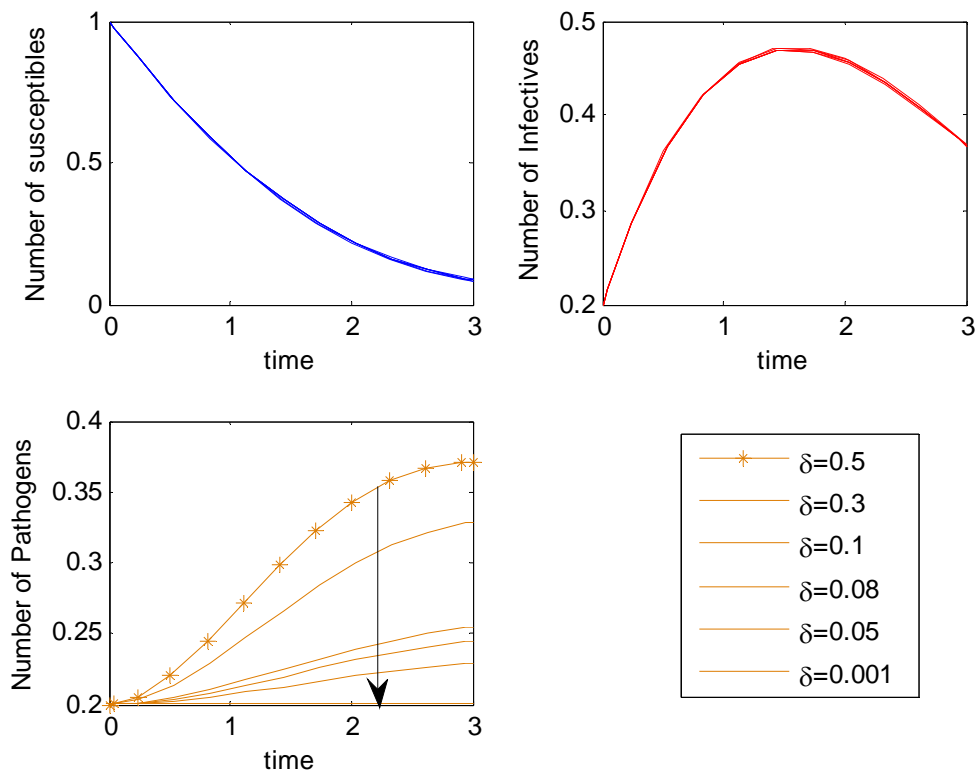 1
0.5
0
0
1
2
3
Number of susceptibles
time
0.5
0.4
0.3
0.2
0
1
2
3
Number of Infectives
time
0.4
0.35
0.3
0.25
0.2
0
1
2
3
Number of Pathogens
time
δ=0.5
δ=0.3
δ=0.1
δ=0.08
δ=0.05
δ=0.001